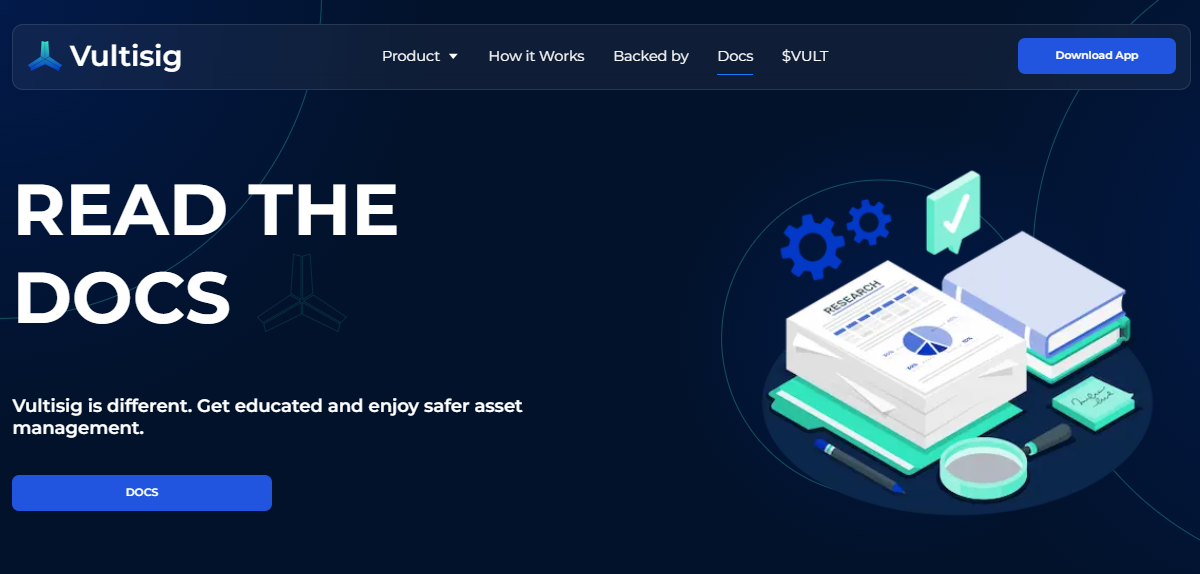 Vultisig
Product
How it Works
Backed by
Docs
$VULT
Download App
READ THE
DOCS
RESEARCH
Vultisig is different. Get educated and enjoy safer asset
management.
DOCS